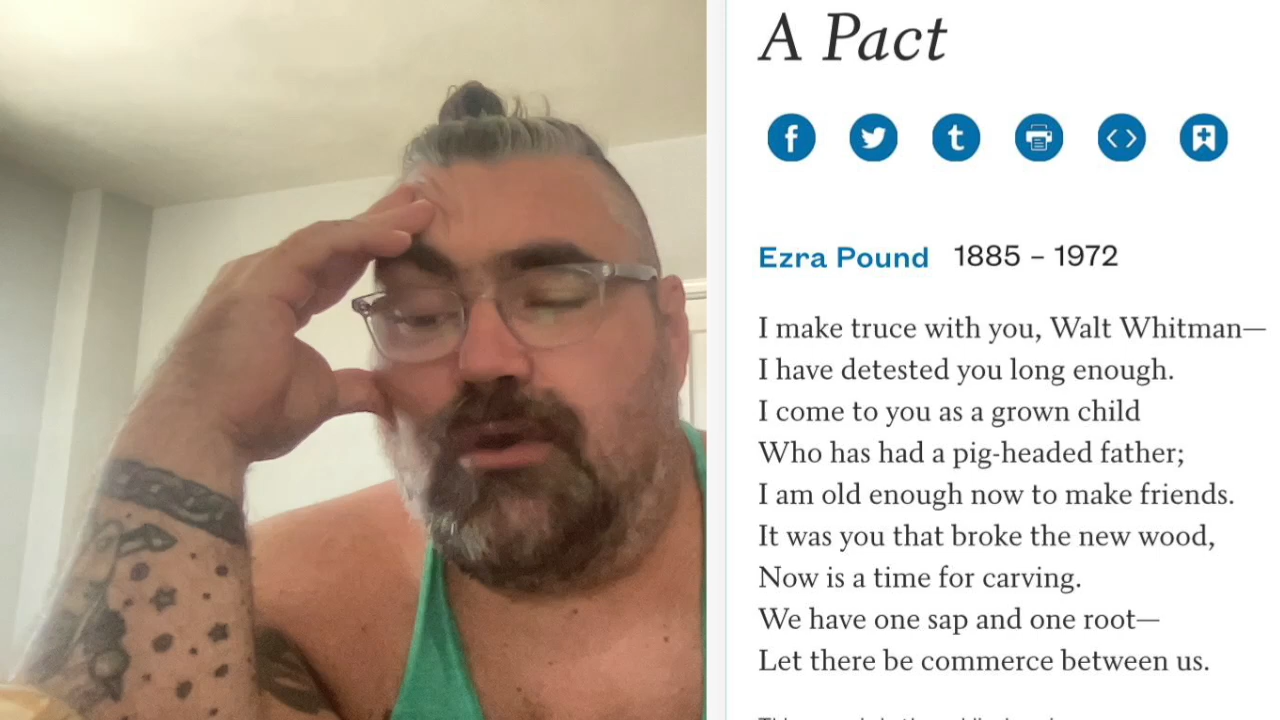 A Pact
Ezra Pound 1885 – 1972
I make truce with you, Walt Whitman—
I have detested you long enough.
I come to you as a grown child
Who has had a pig-headed father;
I am old enough now to make friends.
It was you that broke the new wood,
Now is a time for carving.
We have one sap and one root—
Let there be commerce between us.